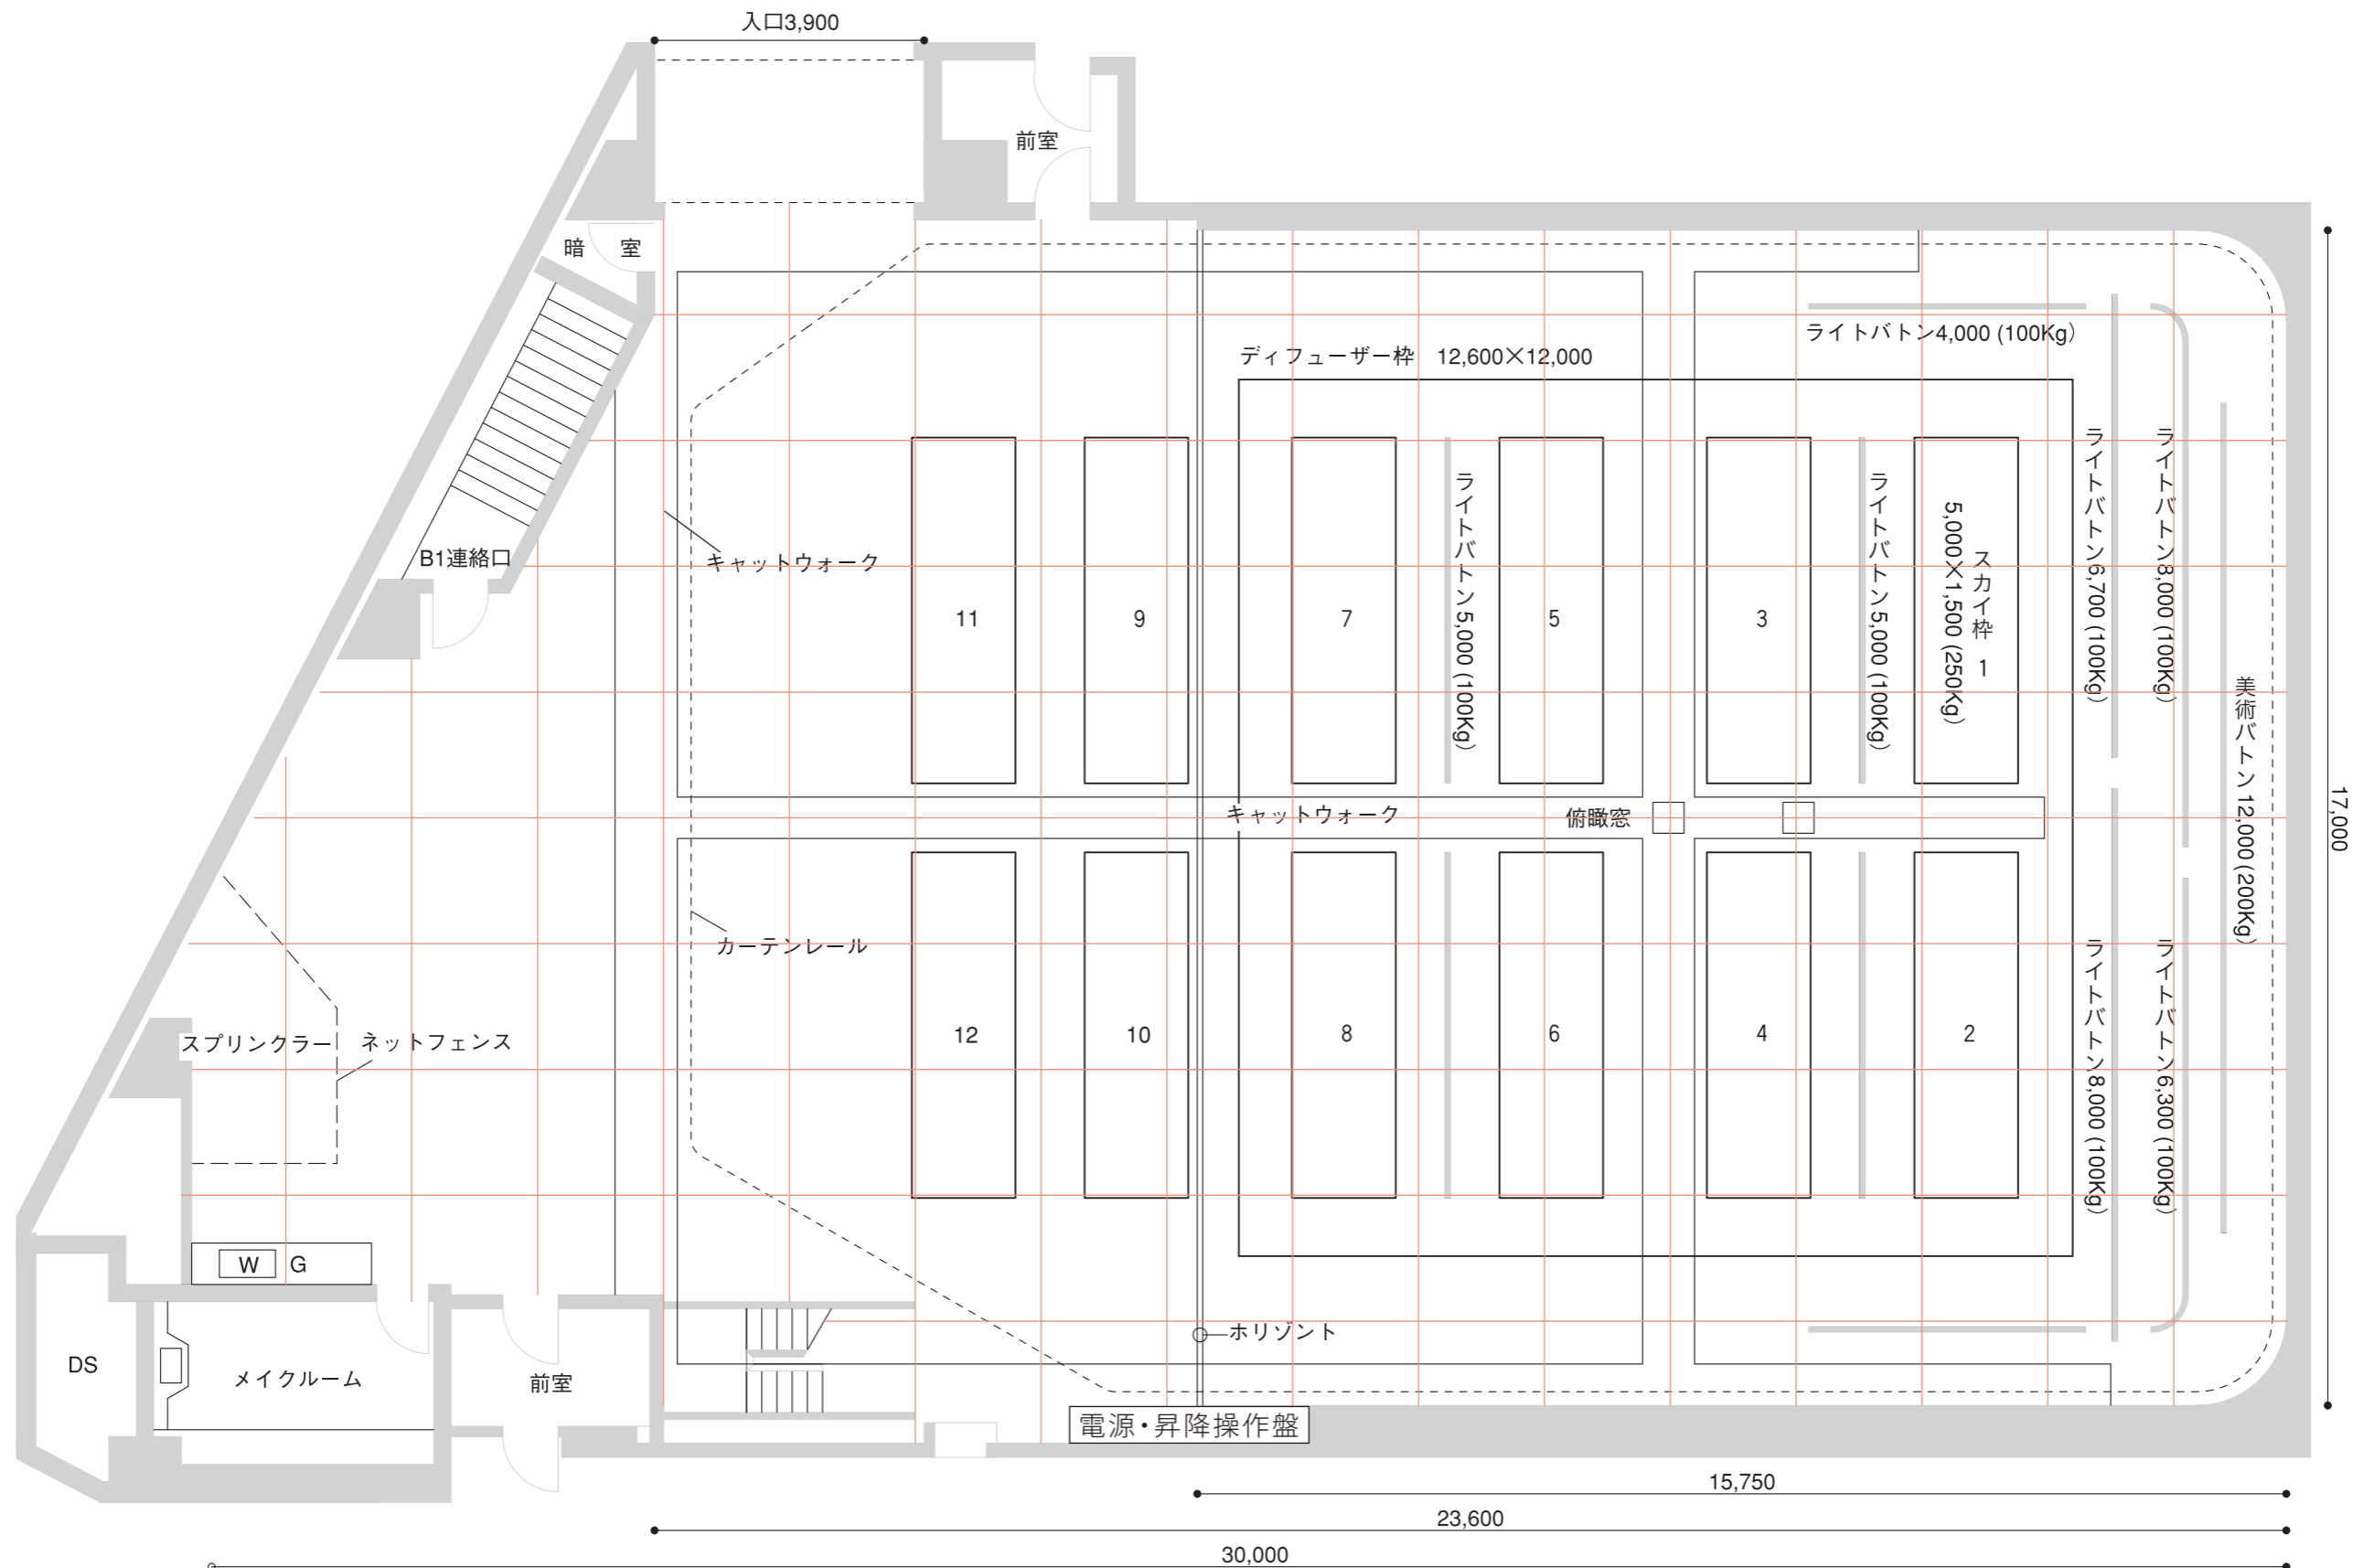 入口3,900
前室
暗 室
ライトバトン4,000 (100Kg)
ディフューザー枠 12,600×12,000
B1連絡口
キャットウォーク
11
9
7
ライトバトン5,000 (100Kg)
5
3
ライトバトン5,000 (100Kg)
スカイ枠 1
5,000×1,500 (250Kg)
ライトバトン6,700 (100Kg)
ライトバトン8,000 (100Kg)
美術バトン12,000 (200Kg)
17,000
キャットウォーク
俯瞰窓
カーテンレール
スプリンクラー
ネットフェンス
12
10
8
6
4
2
ライトバトン8,000 (100Kg)
ライトバトン6,300 (100Kg)
W G
ホリゾント
DS
メイクルーム
前室
電源・昇降操作盤
15,750
23,600
30,000